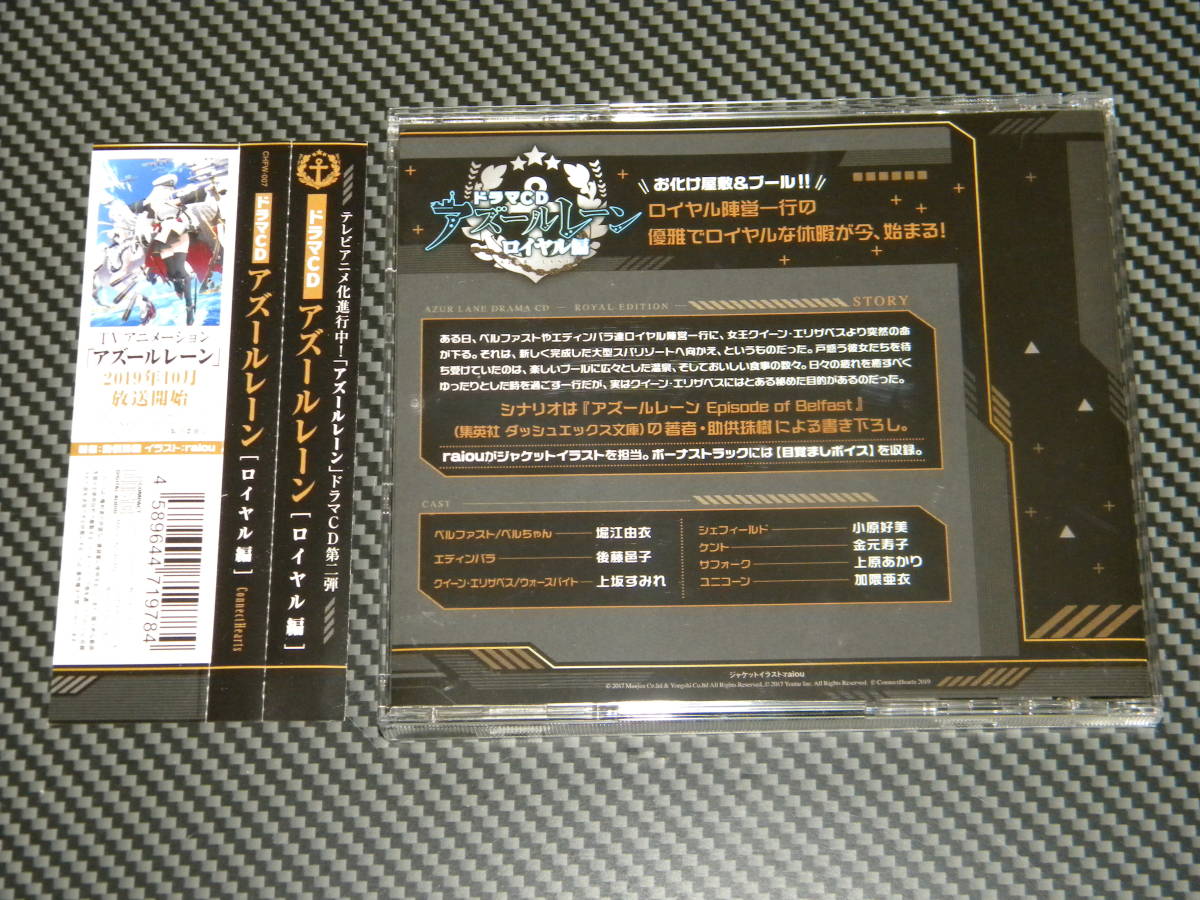 TVアニメーション
「アズールレーン」
2019年10月
放送開始
イラスト:raiou
4 589644 719784
CHFW-007
ドラマCD アズールレーン [ロイヤル編]
ConnectHearts
ドラマCD アズールレーン [ロイヤル編]
テレビアニメ化進行中!「アズールレーン」ドラマCD第二弾
ドラマCD
アズールレーン
ロイヤル編
お化け屋敷&プール!!
ロイヤル陣営一行の
優雅でロイヤルな休暇が今、始まる!
AZUR LANE DRAMA CD — ROYAL EDITION — STORY
ある日、ベルファストやエディンバラ達ロイヤル陣営一行に、女王クイーン・エリザベスより突然の命
が下る。それは、新しく完成した大型スパリゾートへ向かえ、というものだった。戸惑う彼女たちを待
ち受けていたのは、楽しいプールに広々とした温泉、そしておいしい食事の数々。日々の疲れを癒すべく
ゆったりとした時を過ごす一行だが、実はクイーン・エリザベスにはとある秘めた目的があるのだった。
シナリオは『アズールレーン Episode of Belfast』
(集英社 ダッシュエックス文庫)の著者・助供珠樹による書き下ろし。
raiouがジャケットイラストを担当。ボーナストラックには【目覚ましボイス】を収録。
CAST
ベルファスト/ベルちゃん 堀江由衣
エディンバラ 後藤邑子
クイーン・エリザベス/ウォースパイト 上坂すみれ
シェフィールド 小原好美
ケント 金元寿子
サフォーク 上原あかり
ユニコーン 加隈亜衣
ジャケットイラスト:raiou
© 2017 Manjuu Co.ltd & Yongshi Co.ltd All Rights Reserved. © 2017 Yostar Inc. All Rights Reserved. © ConnectHearts 2019